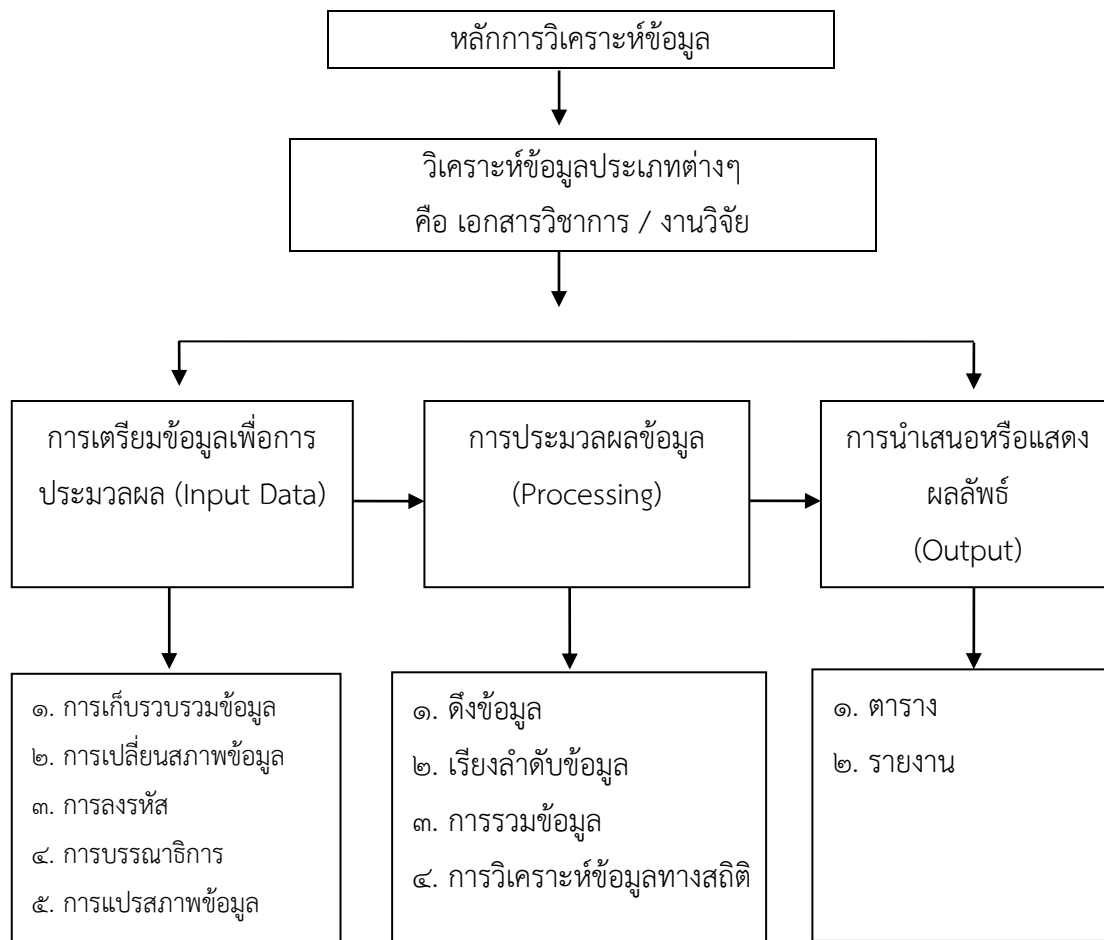 หลักการวิเคราะห์ข้อมูล
วิเคราะห์ข้อมูลประเภทต่างๆ
คือ เอกสารวิชาการ / งานวิจัย
การเตรียมข้อมูลเพื่อการ
ประมวลผล (Input Data)
การประมวลผลข้อมูล
(Processing)
การนำเสนอหรือแสดง
ผลลัพธ์
(Output)
๑. การเก็บรวบรวมข้อมูล
๒. การเปลี่ยนสภาพข้อมูล
๓. การลงรหัส
๔. การบรรณาธิการ
๕. การแปรสภาพข้อมูล
๑. ดึงข้อมูล
๒. เรียงลำดับข้อมูล
๓. การรวมข้อมูล
๔. การวิเคราะห์ข้อมูลทางสถิติ
๑. ตาราง
๒. รายงาน